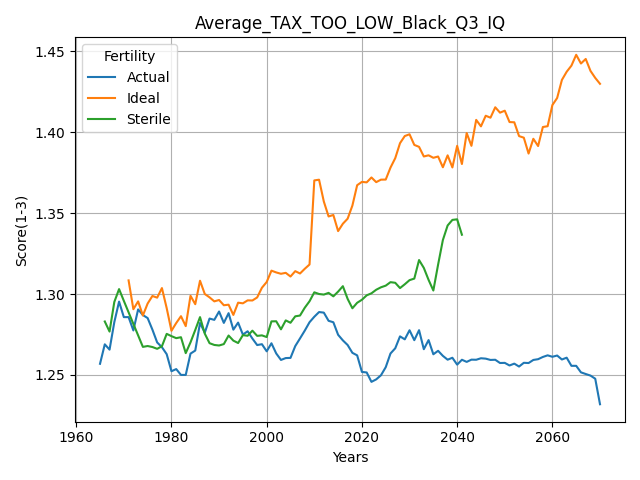 Average_TAX_TOO_LOW_Black_Q3_IQ
Fertility
Actual
Ideal
Sterile
Score(1-3)
1.45
1.40
1.35
1.30
1.25
1960
1980
2000
2020
2040
2060
Years